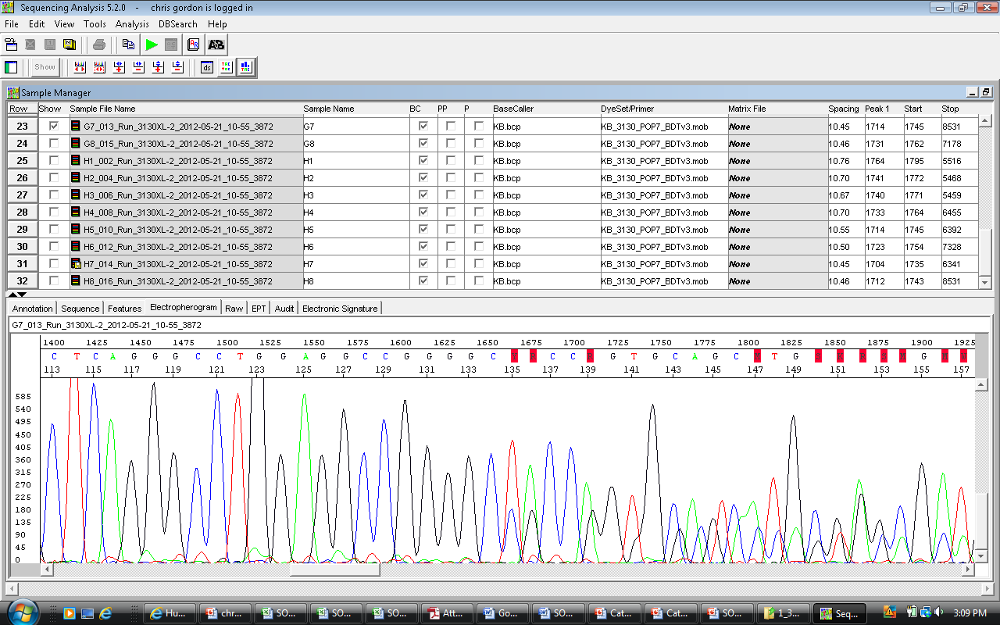 Sequencing Analysis 5.2.0 - chris gordon is logged in
File Edit View Tools Analysis DBSearch Help
Show ds
Sample Manager
Row Show Sample File Name Sample Name BC PP P BaseCaller DyeSet/Primer Matrix File Spacing Peak 1 Start Stop
23 G7_013_Run_3130XL-2_2012-05-21_10-55_3872 G7 KB.bcp KB_3130_POP7_BDTv3.mob None 10.45 1714 1745 8531
24 G8_015_Run_3130XL-2_2012-05-21_10-55_3872 G8 KB.bcp KB_3130_POP7_BDTv3.mob None 10.46 1731 1762 7178
25 H1_002_Run_3130XL-2_2012-05-21_10-55_3872 H1 KB.bcp KB_3130_POP7_BDTv3.mob None 10.76 1764 1795 5516
26 H2_004_Run_3130XL-2_2012-05-21_10-55_3872 H2 KB.bcp KB_3130_POP7_BDTv3.mob None 10.70 1741 1772 5468
27 H3_006_Run_3130XL-2_2012-05-21_10-55_3872 H3 KB.bcp KB_3130_POP7_BDTv3.mob None 10.67 1740 1771 5459
28 H4_008_Run_3130XL-2_2012-05-21_10-55_3872 H4 KB.bcp KB_3130_POP7_BDTv3.mob None 10.70 1733 1764 6455
29 H5_010_Run_3130XL-2_2012-05-21_10-55_3872 H5 KB.bcp KB_3130_POP7_BDTv3.mob None 10.55 1714 1745 6392
30 H6_012_Run_3130XL-2_2012-05-21_10-55_3872 H6 KB.bcp KB_3130_POP7_BDTv3.mob None 10.50 1723 1754 7328
31 H7_014_Run_3130XL-2_2012-05-21_10-55_3872 H7 KB.bcp KB_3130_POP7_BDTv3.mob None 10.45 1704 1735 6341
32 H8_016_Run_3130XL-2_2012-05-21_10-55_3872 H8 KB.bcp KB_3130_POP7_BDTv3.mob None 10.46 1712 1743 8531
Annotation Sequence Features Electropherogram Raw EPT Audit Electronic Signature
G7_013_Run_3130XL-2_2012-05-21_10-55_3872
1400 1425 1450 1475 1500 1525 1550 1575 1600 1625 1650 1675 1700 1725 1750 1775 1800 1825 1850 1875 1900 1925
C T C A G G G C C T G G A G G C C G G G G C Y R C C R G T G C A G C T G G
113 115 117 119 121 123 125 127 129 131 133 135 137 139 141 143 145 147 149 151 153 155 157
585
540
495
450
405
360
315
270
225
180
135
90
45
0
Hu... chr... SO... SO... SO... Att... Go... SO... Cat... Cat... SO... 1_3... Seq... 3:09 PM